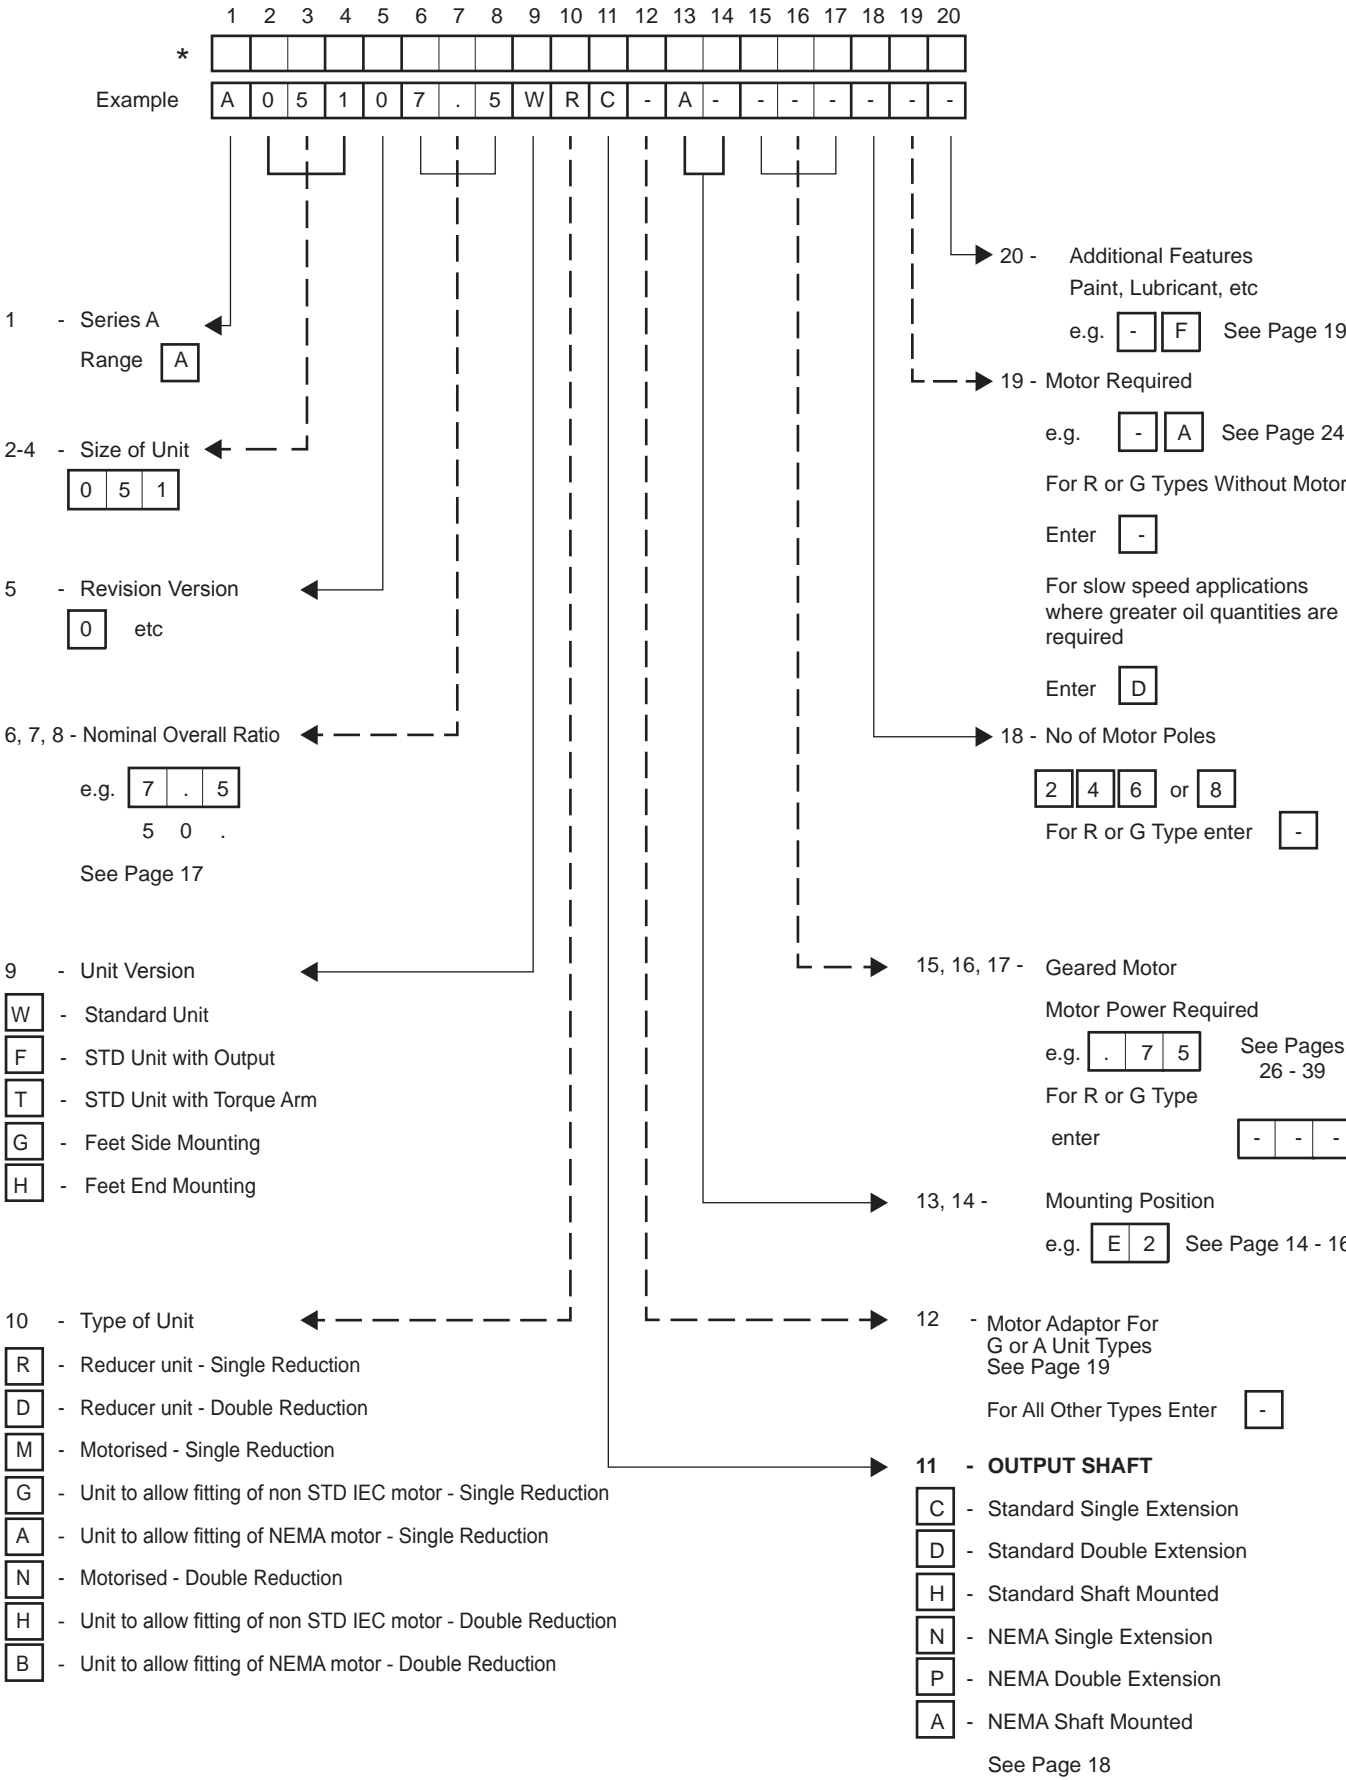 1 2 3 4 5 6 7 8 9 10 11 12 13 14 15 16 17 18 19 20
*
Example A 0 5 1 0 7 . 5 W R C - A - - - - - - -
1 - Series A
Range A
2-4 - Size of Unit
0 5 1
5 - Revision Version
0 etc
6, 7, 8 - Nominal Overall Ratio
e.g. 7 . 5
5 0 .
See Page 17
9 - Unit Version
W - Standard Unit
F - STD Unit with Output
T - STD Unit with Torque Arm
G - Feet Side Mounting
H - Feet End Mounting
10 - Type of Unit
R - Reducer unit - Single Reduction
D - Reducer unit - Double Reduction
M - Motorised - Single Reduction
G - Unit to allow fitting of non STD IEC motor - Single Reduction
A - Unit to allow fitting of NEMA motor - Single Reduction
N - Motorised - Double Reduction
H - Unit to allow fitting of non STD IEC motor - Double Reduction
B - Unit to allow fitting of NEMA motor - Double Reduction
20 - Additional Features
Paint, Lubricant, etc
e.g. - F See Page 19
19 - Motor Required
e.g. - A See Page 24
For R or G Types Without Motor
Enter -
For slow speed applications
where greater oil quantities are
required
Enter D
18 - No of Motor Poles
2 4 6 or 8
For R or G Type enter -
15, 16, 17 - Geared Motor
Motor Power Required
e.g. . 7 5 See Pages
26 - 39
For R or G Type
enter - - -
13, 14 - Mounting Position
e.g. E 2 See Page 14 - 16
12 - Motor Adaptor For
G or A Unit Types
See Page 19
For All Other Types Enter -
11 - OUTPUT SHAFT
C - Standard Single Extension
D - Standard Double Extension
H - Standard Shaft Mounted
N - NEMA Single Extension
P - NEMA Double Extension
A - NEMA Shaft Mounted
See Page 18